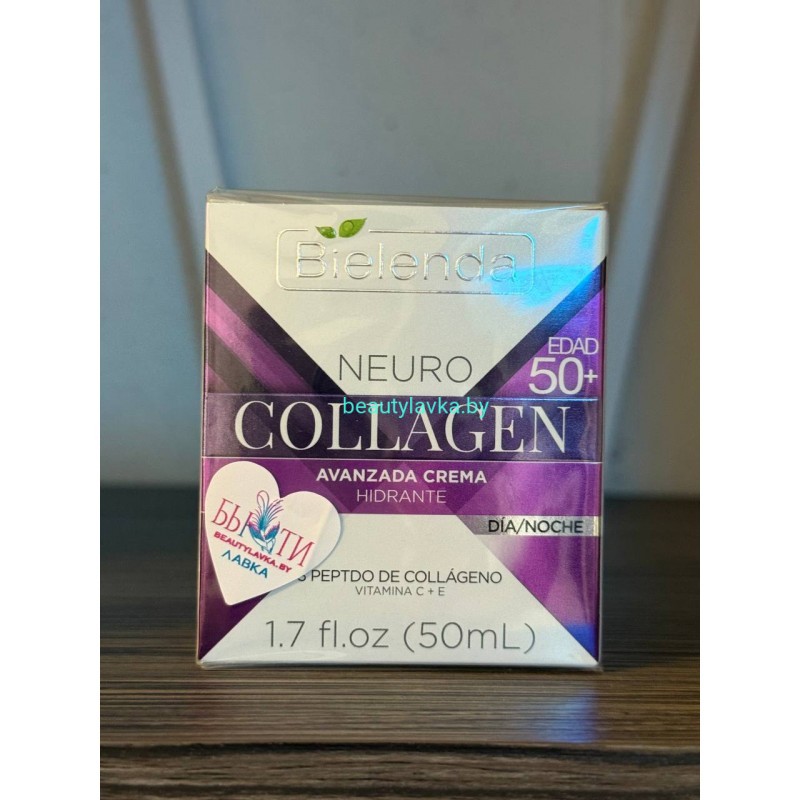 Bielenda
NEURO
EDAD
50+
beautylavka.by
COLLAGEN
AVANZADA CREMA
HIDRANTE
DÍA/NOCHE
БЬЮТИ
BEAUTYLAVKA.BY
ЛАВКА
PEPTDO DE COLLÁGENO
VITAMINA C + E
1.7 fl.oz (50mL)